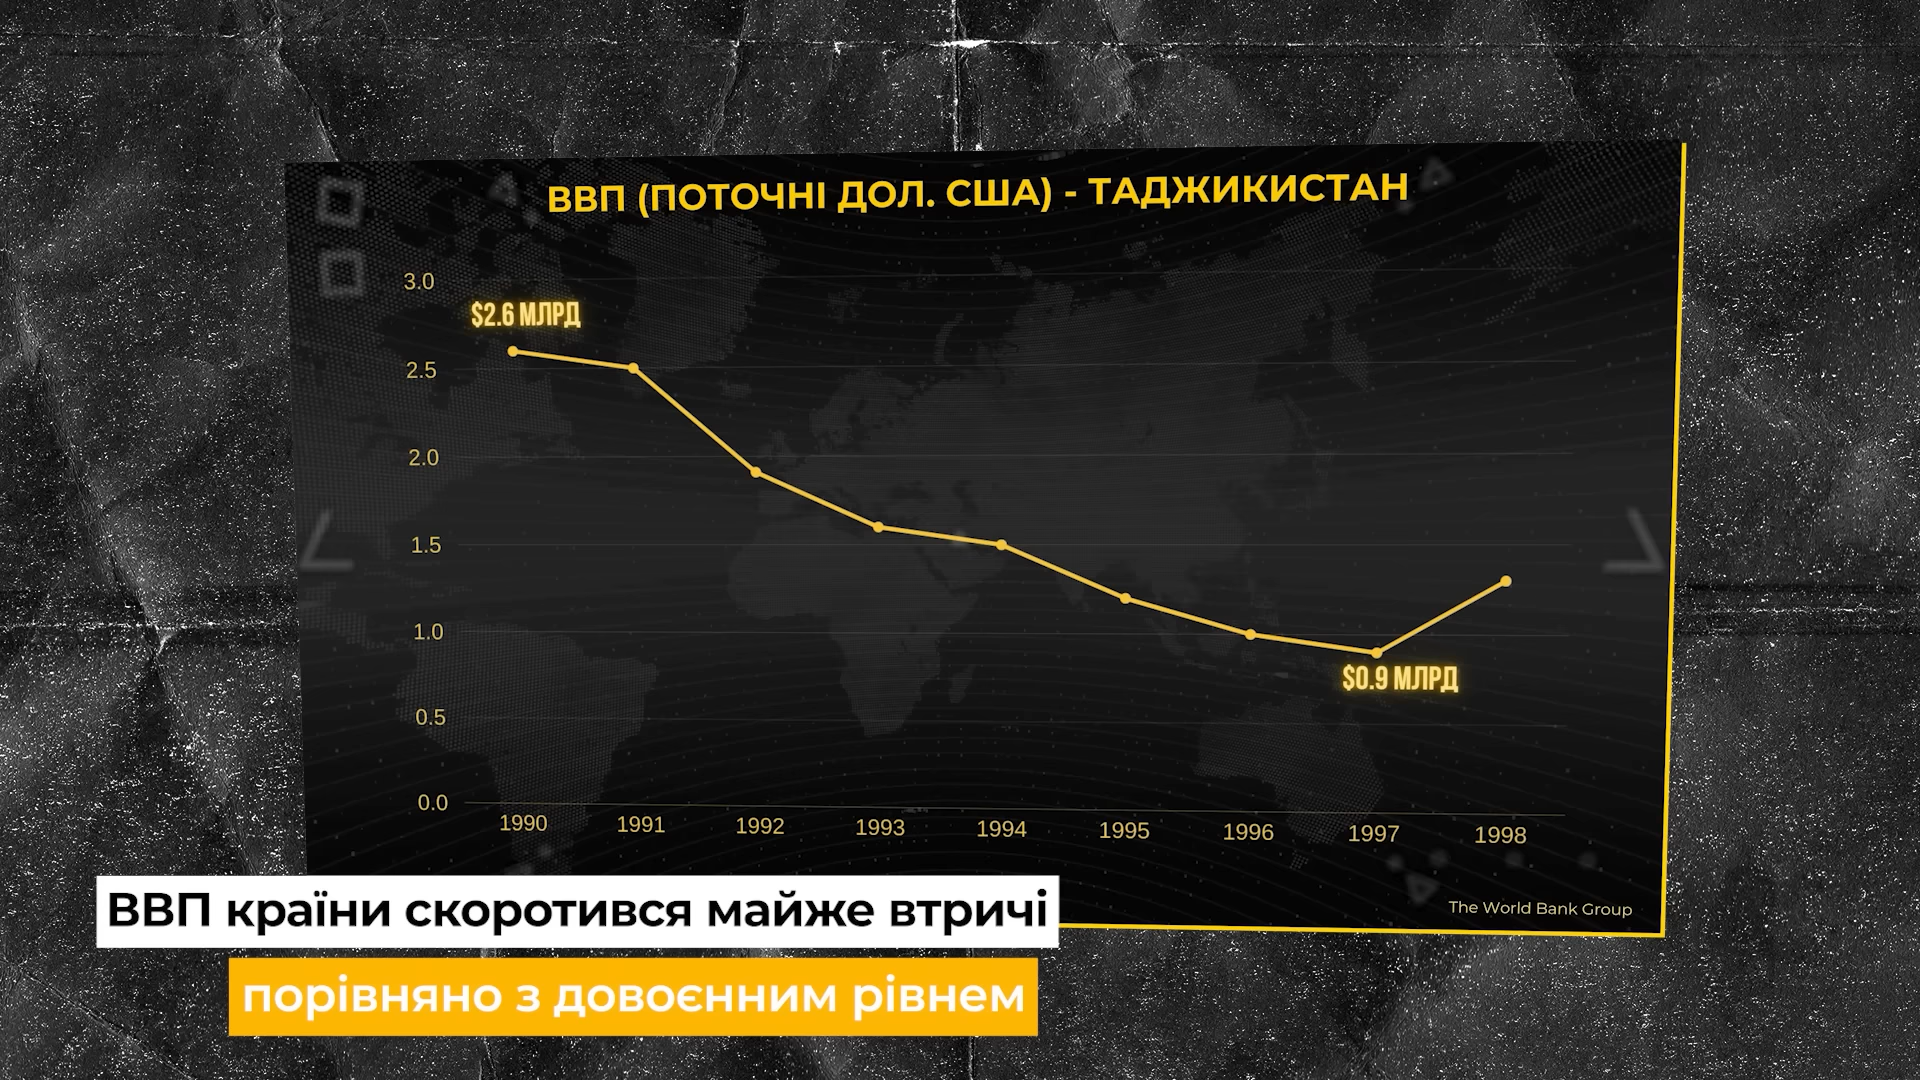 ВВП (ПОТОЧНІ ДОЛ. США) - ТАДЖИКИСТАН
3.0
$2.6 МЛРД
2.5
2.0
1.5
1.0
$0.9 МЛРД
0.5
0.0
1990 1991 1992 1993 1994 1995 1996 1997 1998
The World Bank Group
ВВП країни скоротився майже втричі
порівняно з довоєнним рівнем